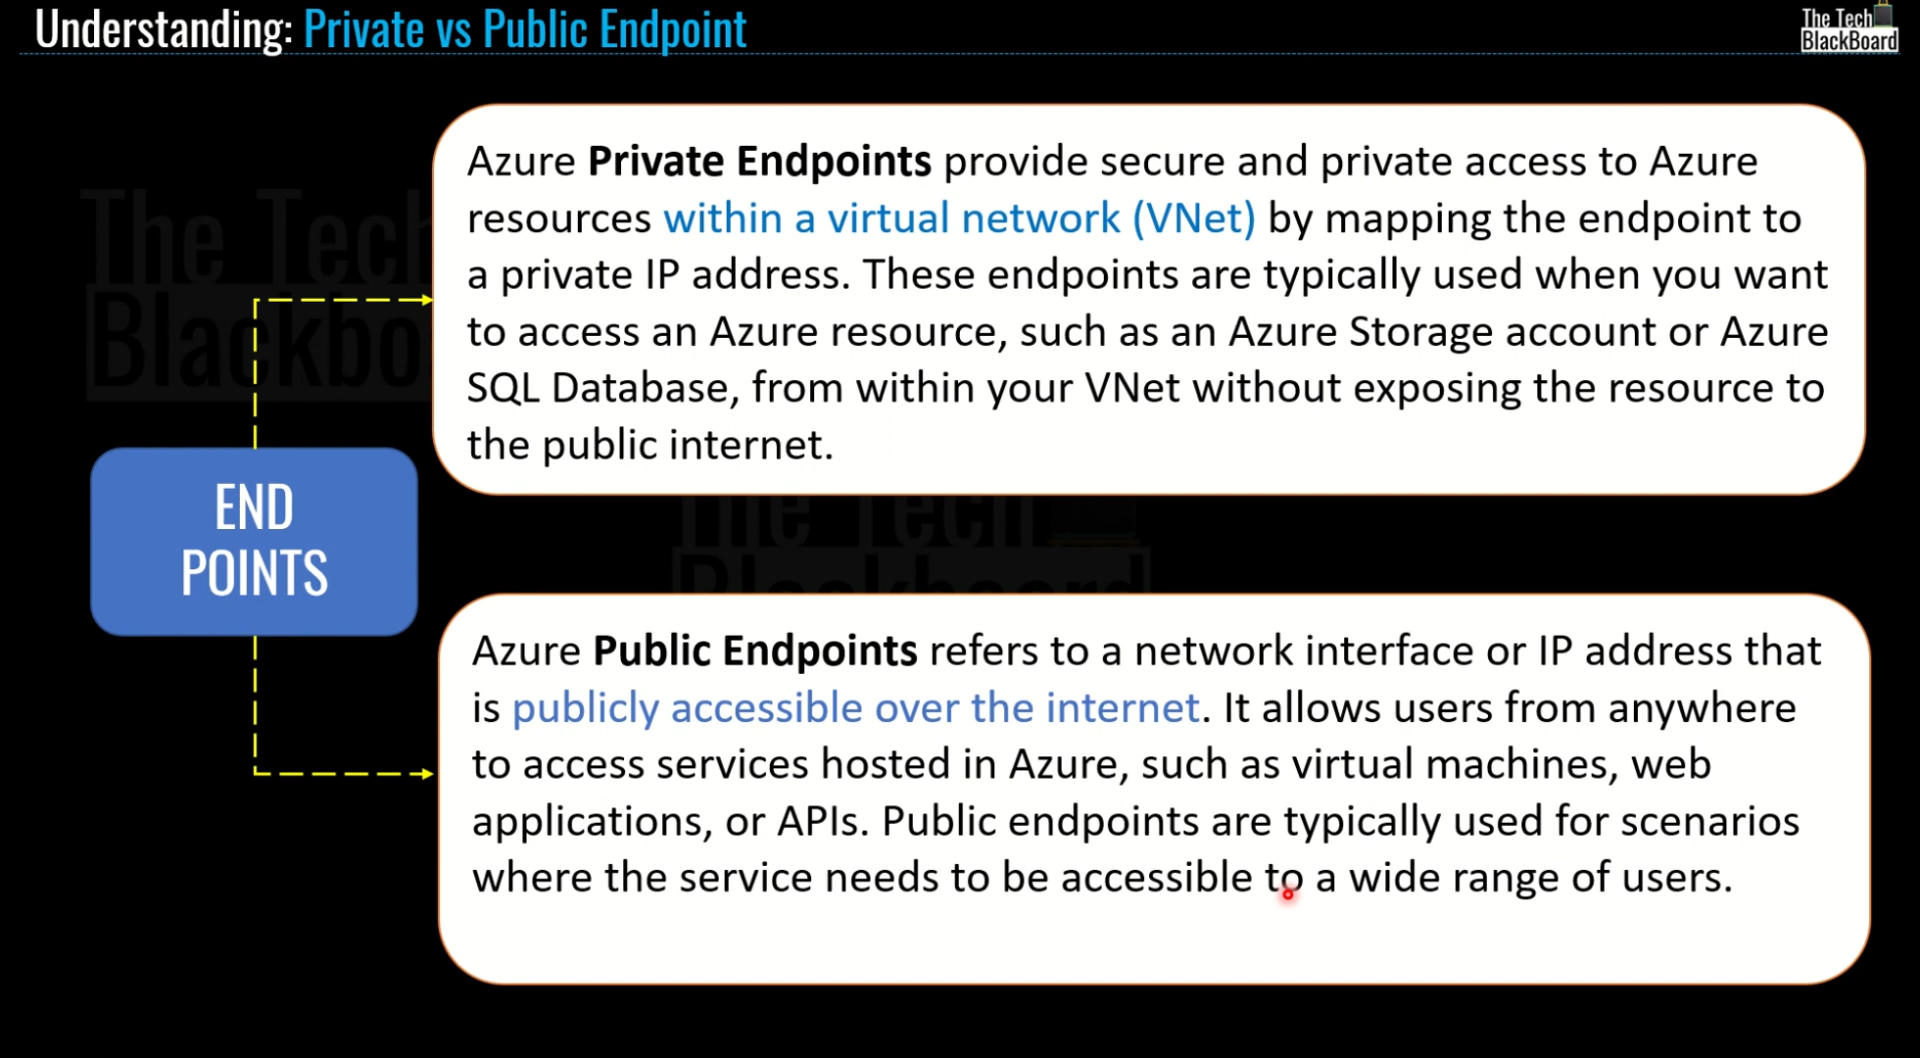 Understanding: Private vs Public Endpoint
The Tech
BlackBoard
Azure Private Endpoints provide secure and private access to Azure
resources within a virtual network (VNet) by mapping the endpoint to
a private IP address. These endpoints are typically used when you want
to access an Azure resource, such as an Azure Storage account or Azure
SQL Database, from within your VNet without exposing the resource to
the public internet.
The Tech
Blackbo
END
POINTS
The Tech
Blackboard
Azure Public Endpoints refers to a network interface or IP address that
is publicly accessible over the internet. It allows users from anywhere
to access services hosted in Azure, such as virtual machines, web
applications, or APIs. Public endpoints are typically used for scenarios
where the service needs to be accessible to a wide range of users.